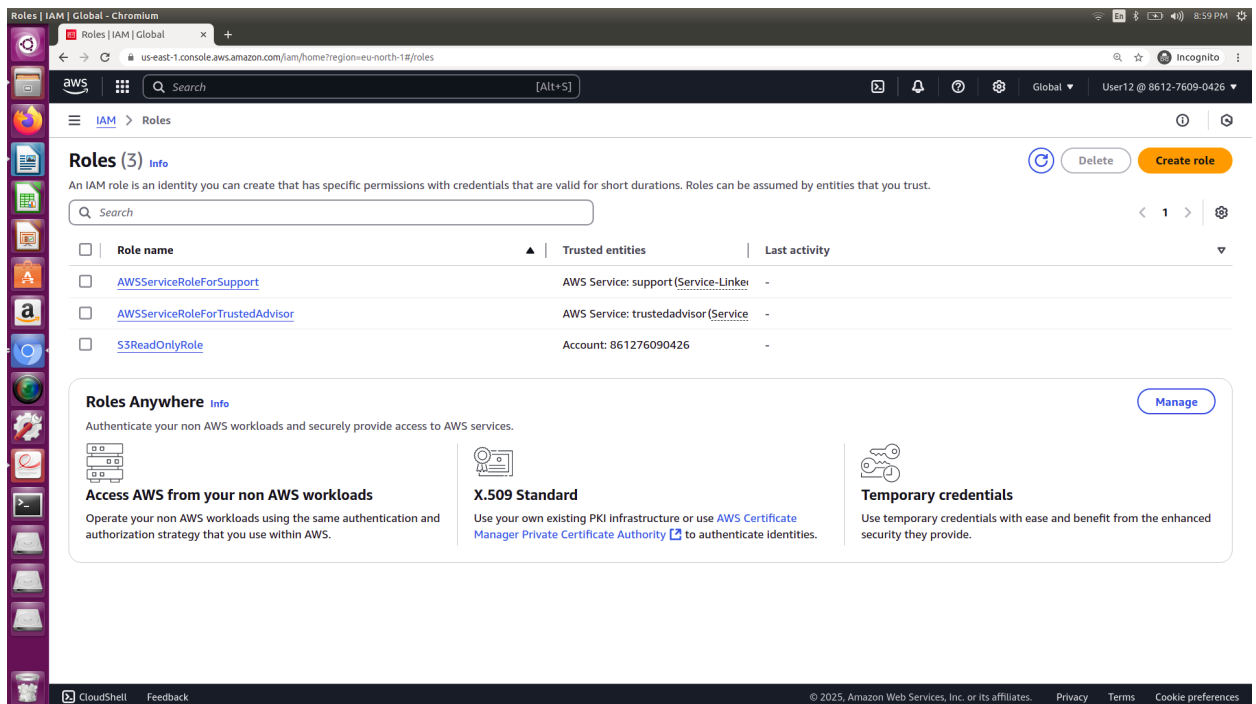 Roles | IAM | Global - Chromium
En
8:59 PM
Roles | IAM | Global
us-east-1.console.aws.amazon.com/iam/home?region=eu-north-1#/roles
Incognito
aws
Search
[Alt+S]
Global
User12 @ 8612-7609-0426
IAM > Roles
Roles (3) Info
Delete
Create role
An IAM role is an identity you can create that has specific permissions with credentials that are valid for short durations. Roles can be assumed by entities that you trust.
Search
1
Role name
Trusted entities
Last activity
AWSServiceRoleForSupport
AWS Service: support (Service-Linked
-
AWSServiceRoleForTrustedAdvisor
AWS Service: trustedadvisor (Service
-
S3ReadOnlyRole
Account: 861276090426
-
Roles Anywhere Info
Manage
Authenticate your non AWS workloads and securely provide access to AWS services.
Access AWS from your non AWS workloads
Operate your non AWS workloads using the same authentication and
authorization strategy that you use within AWS.
X.509 Standard
Use your own existing PKI infrastructure or use AWS Certificate
Manager Private Certificate Authority to authenticate identities.
Temporary credentials
Use temporary credentials with ease and benefit from the enhanced
security they provide.
CloudShell
Feedback
© 2025, Amazon Web Services, Inc. or its affiliates.
Privacy
Terms
Cookie preferences